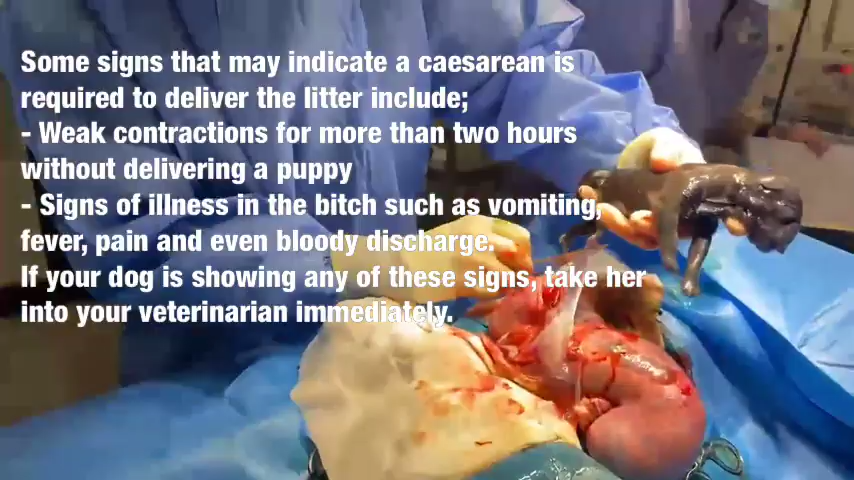 Some signs that may indicate a caesarean is
required to deliver the litter include;
- Weak contractions for more than two hours
without delivering a puppy
- Signs of illness in the bitch such as vomiting,
fever, pain and even bloody discharge.
If your dog is showing any of these signs, take her
into your veterinarian immediately.